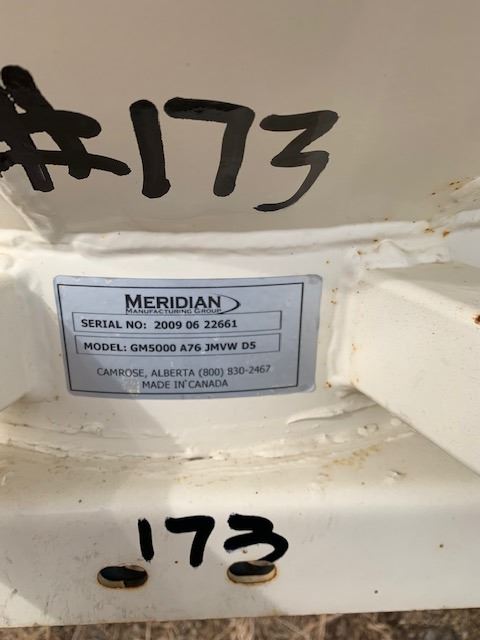 #173
MERIDIAN
MANUFACTURING GROUP
SERIAL NO: 2009 06 22661
MODEL: GM5000 A76 JMVW D5
CAMROSE, ALBERTA (800) 830-2467
MADE IN CANADA
173